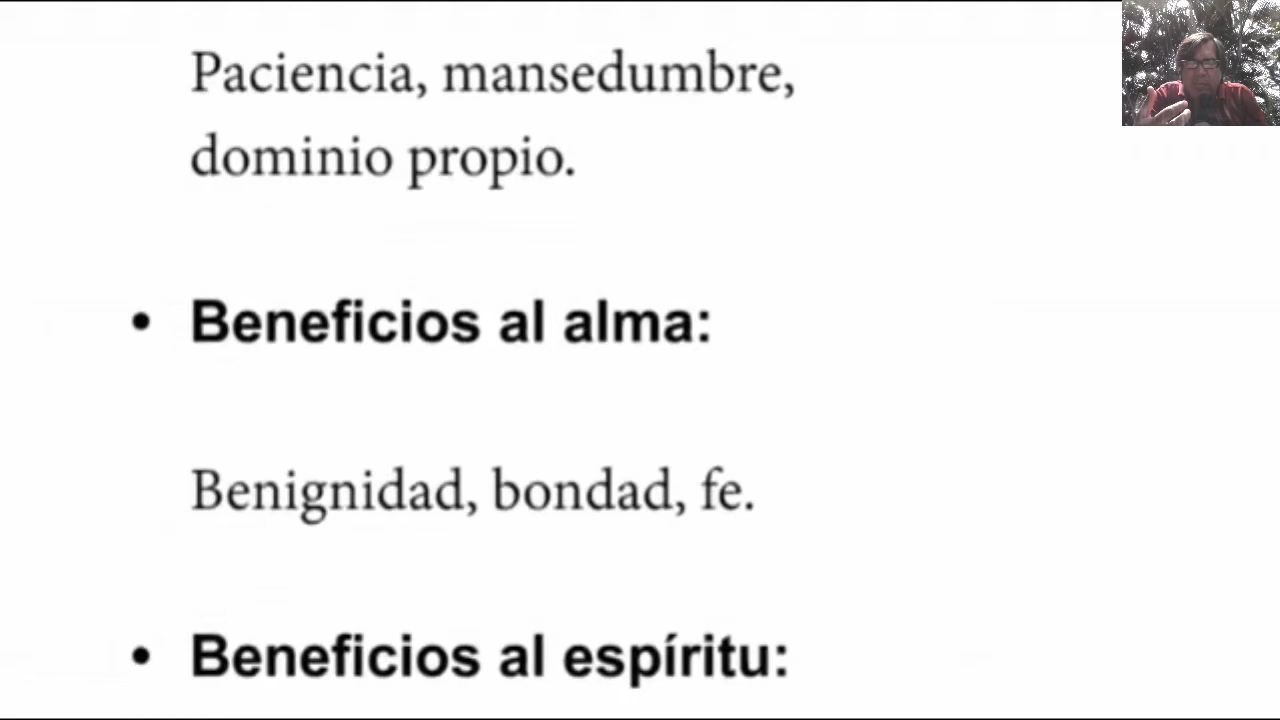 Paciencia, mansedumbre,
dominio propio.
• Beneficios al alma:
Benignidad, bondad, fe.
• Beneficios al espíritu: